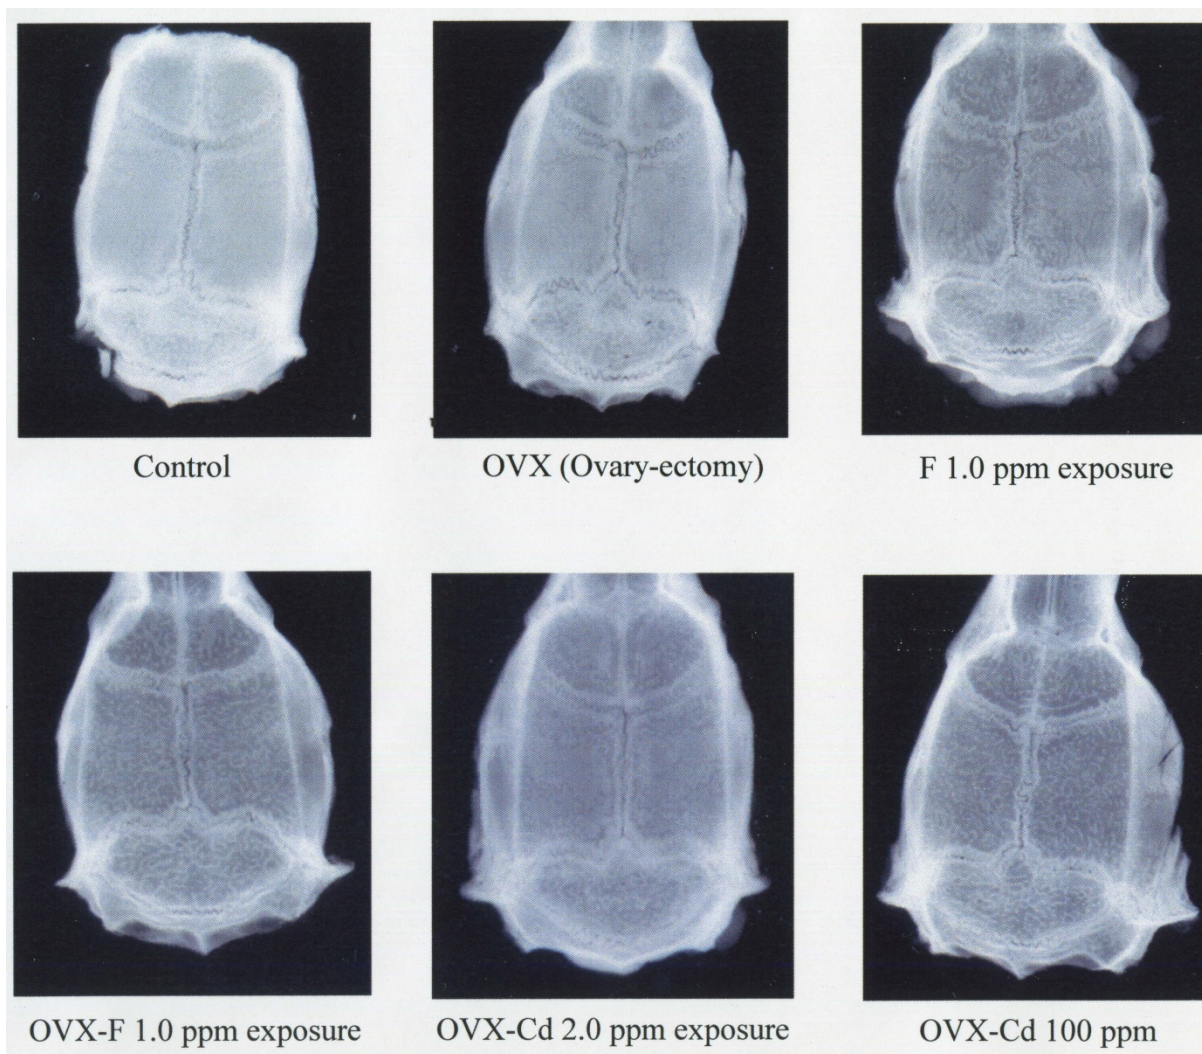 Control
OVX (Ovary-ectomy)
F 1.0 ppm exposure
OVX-F 1.0 ppm exposure
OVX-Cd 2.0 ppm exposure
OVX-Cd 100 ppm